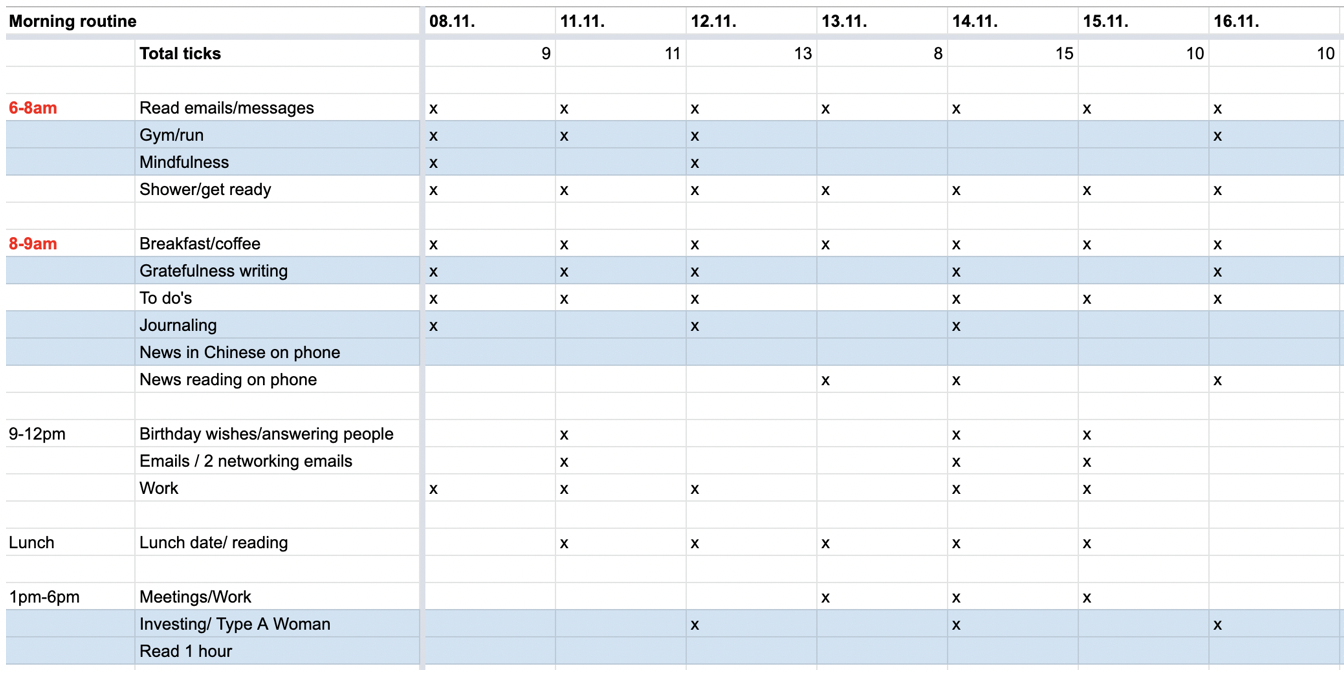 Morning routine 08.11. 11.11. 12.11. 13.11. 14.11. 15.11. 16.11.
Total ticks 9 11 13 8 15 10 10
6-8am Read emails/messages x x x x x x x
Gym/run x x x x
Mindfulness x x
Shower/get ready x x x x x x x
8-9am Breakfast/coffee x x x x x x x
Gratefulness writing x x x x x
To do's x x x x x x
Journaling x x x
News in Chinese on phone
News reading on phone x x x
9-12pm Birthday wishes/answering people x x x
Emails / 2 networking emails x x x
Work x x x x x
Lunch Lunch date/ reading x x x x x
1pm-6pm Meetings/Work x x x
Investing/ Type A Woman x x x
Read 1 hour